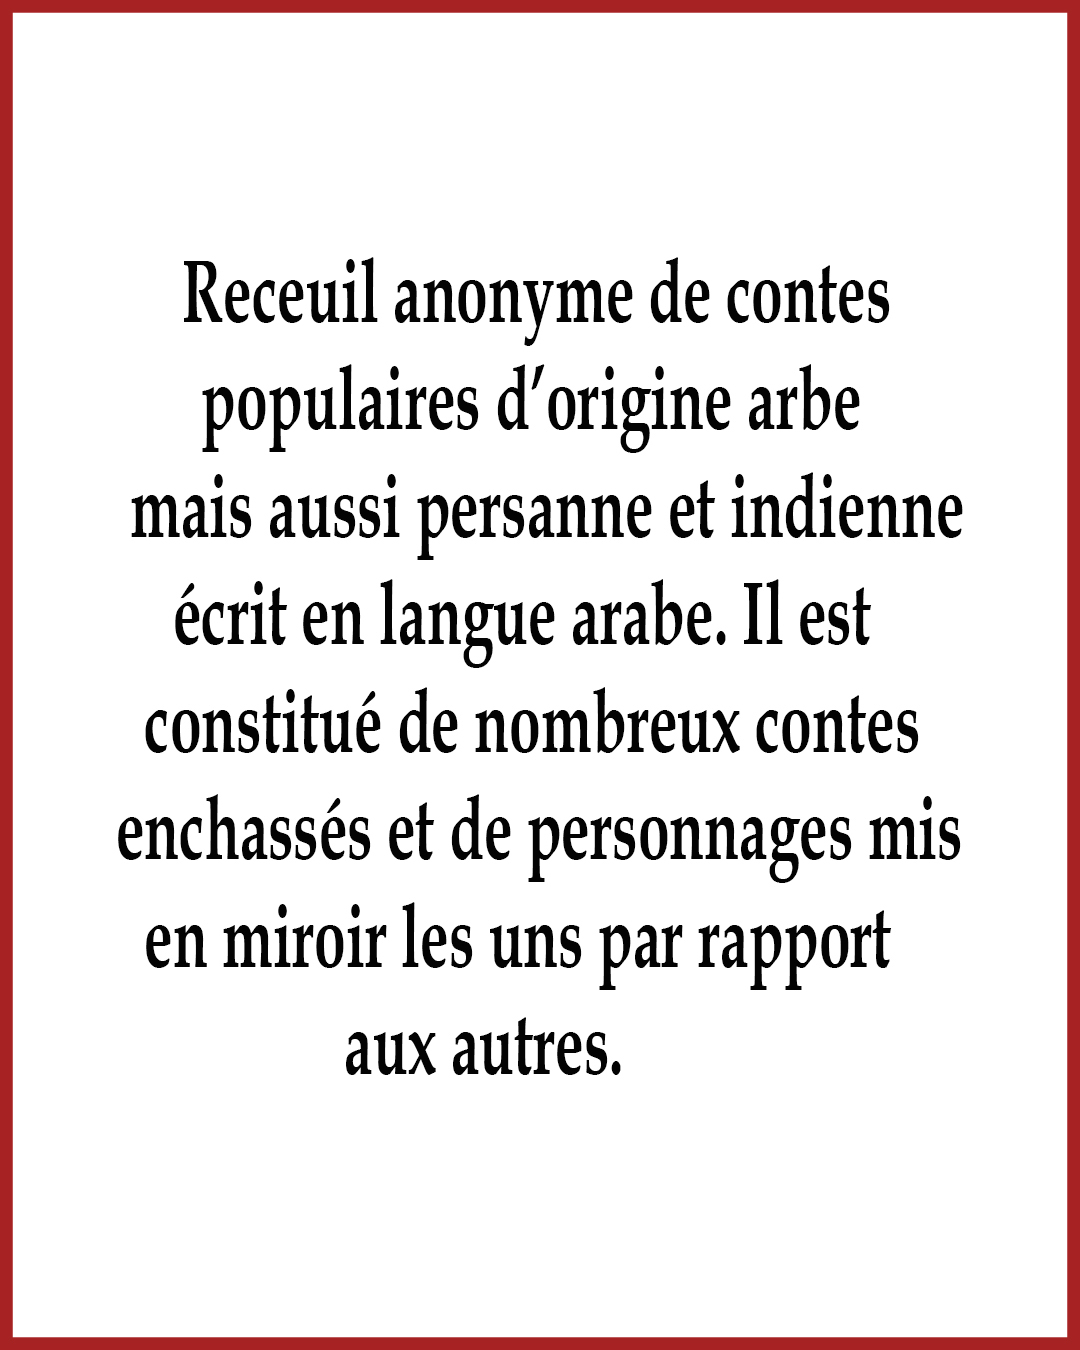 Receuil anonyme de contes
populaires d’origine arbe
mais aussi persanne et indienne
écrit en langue arabe. Il est
constitué de nombreux contes
enchassés et de personnages mis
en miroir les uns par rapport
aux autres.